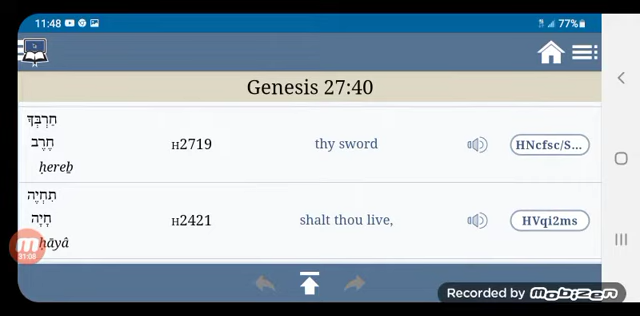 11:48
77%
Genesis 27:40
חַרְבְּךָ
חֶרֶב
ḥereḇ
H2719
thy sword
HNcfsc/S...
תִחְיֶה
חָיָה
ḥāyâ
H2421
shalt thou live,
HVqi2ms
31:08
Recorded by MOBIZEN